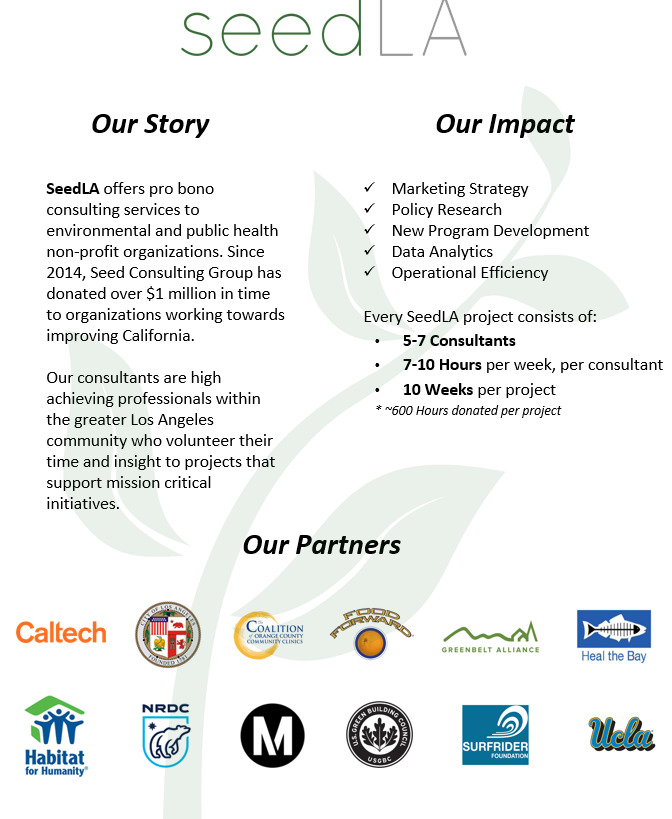 seedLA
Our Story
SeedLA offers pro bono
consulting services to
environmental and public health
non-profit organizations. Since
2014, Seed Consulting Group has
donated over $1 million in time
to organizations working towards
improving California.
Our consultants are high
achieving professionals within
the greater Los Angeles
community who volunteer their
time and insight to projects that
support mission critical
initiatives.
Our Impact
✓ Marketing Strategy
✓ Policy Research
✓ New Program Development
✓ Data Analytics
✓ Operational Efficiency
Every SeedLA project consists of:
• 5-7 Consultants
• 7-10 Hours per week, per consultant
• 10 Weeks per project
* ~600 Hours donated per project
Our Partners
Caltech
CITY OF LOS ANGELES
FOUNDED 1781
The
COALITION
OF ORANGE COUNTY
COMMUNITY CLINICS
FOOD
FORWARD
GREENBELT ALLIANCE
Heal the Bay
Habitat
for Humanity®
NRDC
M
U.S. GREEN BUILDING COUNCIL
USGBC
SURFRIDER
FOUNDATION
Ucla